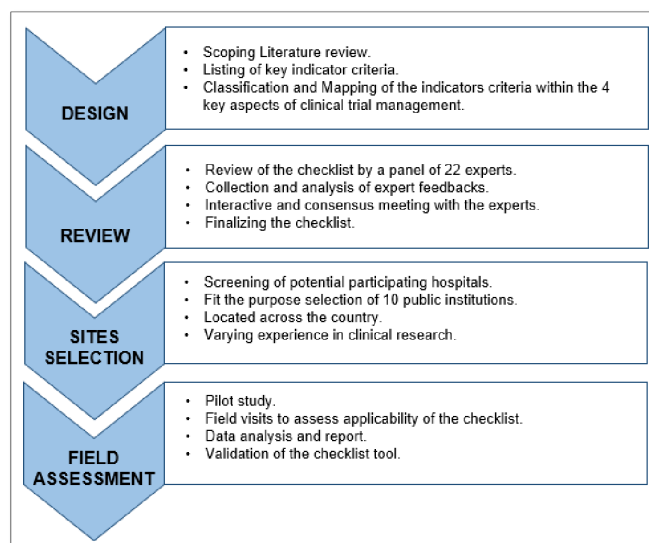 DESIGN
• Scoping Literature review.
• Listing of key indicator criteria.
• Classification and Mapping of the indicators criteria within the 4
key aspects of clinical trial management.
REVIEW
• Review of the checklist by a panel of 22 experts.
• Collection and analysis of expert feedbacks.
• Interactive and consensus meeting with the experts.
• Finalizing the checklist.
SITES
SELECTION
• Screening of potential participating hospitals.
• Fit the purpose selection of 10 public institutions.
• Located across the country.
• Varying experience in clinical research.
FIELD
ASSESSMENT
• Pilot study.
• Field visits to assess applicability of the checklist.
• Data analysis and report.
• Validation of the checklist tool.